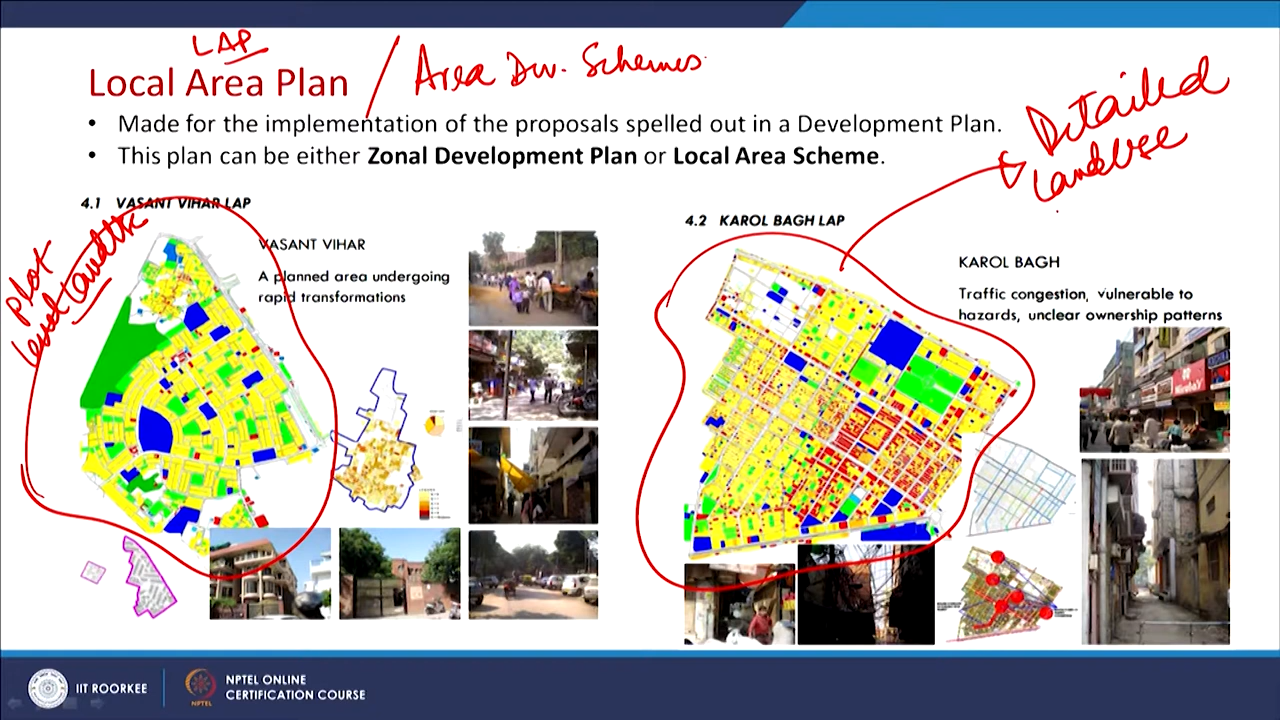 LAP
Local Area Plan / Area Dev. Schemes
• Made for the implementation of the proposals spelled out in a Development Plan.
• This plan can be either Zonal Development Plan or Local Area Scheme.
Detailed
LandUse
4.1 VASANT VIHAR LAP
Plot
level
VASANT VIHAR
A planned area undergoing
rapid transformations
4.2 KAROL BAGH LAP
KAROL BAGH
Traffic congestion, vulnerable to
hazards, unclear ownership patterns
IIT ROORKEE
NPTEL
NPTEL ONLINE
CERTIFICATION COURSE